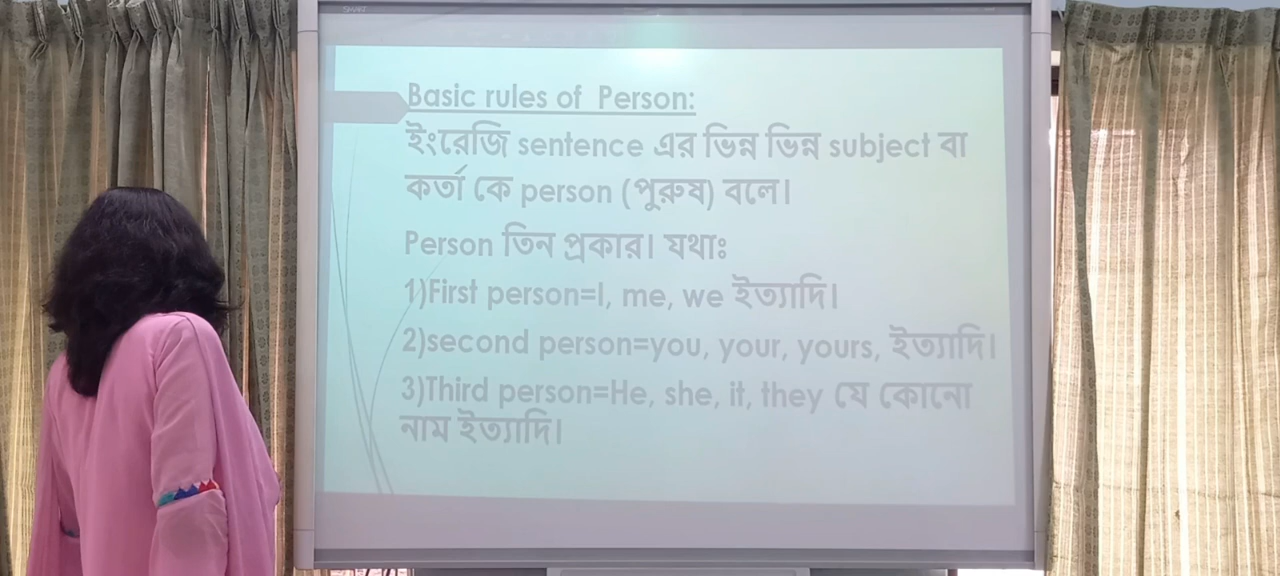 Basic rules of Person:
ইংরেজি sentence এর ভিন্ন ভিন্ন subject বা
কর্তা কে person (পুরুষ) বলে।
Person তিন প্রকার। যথাঃ
1)First person=I, me, we ইত্যাদি।
2)second person=you, your, yours, ইত্যাদি।
3)Third person=He, she, it, they যে কোনো
নাম ইত্যাদি।